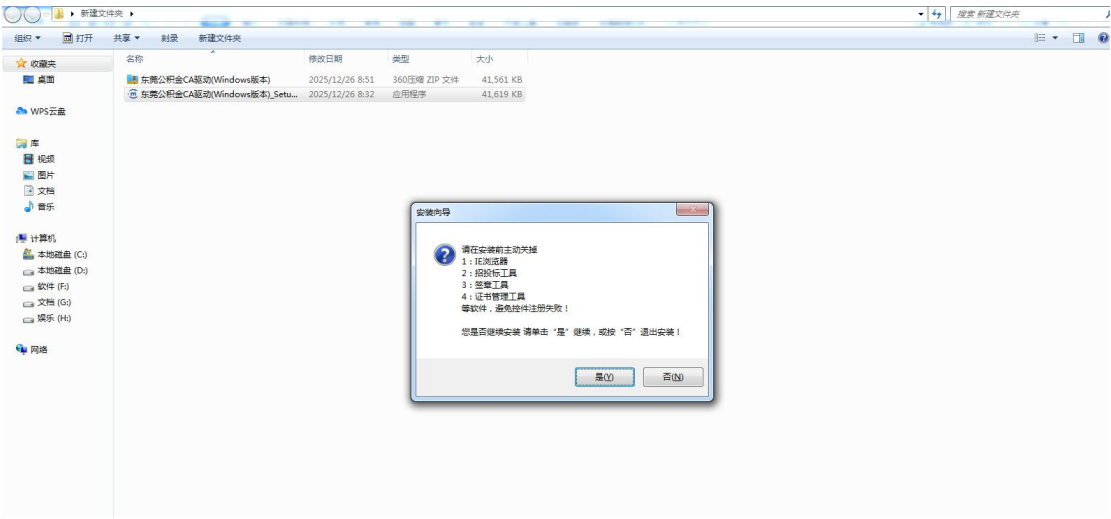 新建文件夹
搜索 新建文件夹
组织 打开 共享 刻录 新建文件夹
名称 修改日期 类型 大小
收藏夹
桌面
东莞公积金CA驱动(Windows版本) 2025/12/26 8:51 360压缩 ZIP 文件 41,561 KB
东莞公积金CA驱动(Windows版本)_Setu... 2025/12/26 8:32 应用程序 41,619 KB
WPS云盘
库
视频
图片
文档
音乐
计算机
本地磁盘 (C:)
本地磁盘 (D:)
软件 (F:)
文档 (G:)
娱乐 (H:)
网络
安装向导
请在安装前主动关掉
1：IE浏览器
2：招投标工具
3：签章工具
4：证书管理工具
等软件，避免控件注册失败！
您是否继续安装 请单击“是”继续，或按“否”退出安装！
是(Y) 否(N)